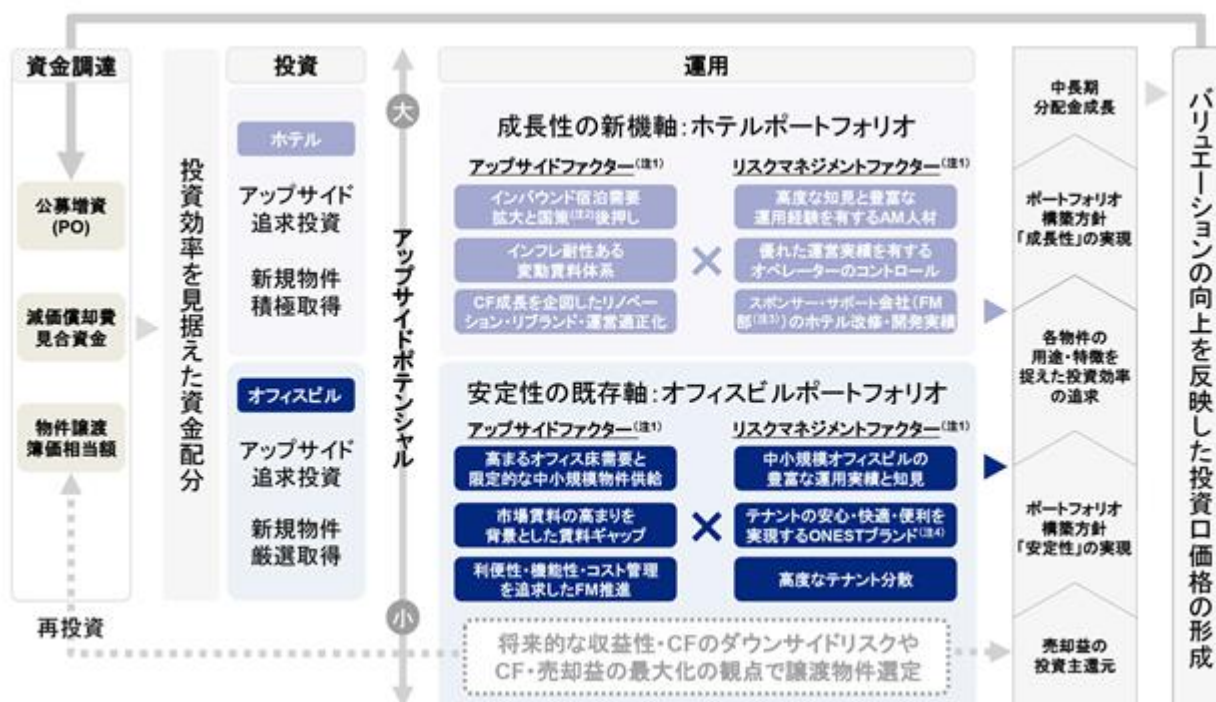 資金調達
公募増資
(PO)
減価償却費
見合資金
物件譲渡
簿価相当額
再投資
投資効率を見据えた資金配分
投資
ホテル
アップサイド
追求投資
新規物件
積極取得
オフィスビル
アップサイド
追求投資
新規物件
厳選取得
大
アップサイドポテンシャル
小
運用
成長性の新機軸:ホテルポートフォリオ
アップサイドファクター(注1)
インバウンド宿泊需要
拡大と国策(注2)後押し
インフレ耐性ある
変動賃料体系
CF成長を企図したリノベー
ション・リブランド・運営適正化
×
リスクマネジメントファクター(注1)
高度な知見と豊富な
運用経験を有するAM人材
優れた運営実績を有する
オペレーターのコントロール
スポンサー・サポート会社(FM
部(注3))のホテル改修・開発実績
安定性の既存軸:オフィスビルポートフォリオ
アップサイドファクター(注1)
高まるオフィス床需要と
限定的な中小規模物件供給
市場賃料の高まりを
背景とした賃料ギャップ
利便性・機能性・コスト管理
を追求したFM推進
×
リスクマネジメントファクター(注1)
中小規模オフィスビルの
豊富な運用実績と知見
テナントの安心・快適・便利を
実現するONESTブランド(注4)
高度なテナント分散
将来的な収益性・CFのダウンサイドリスクや
CF・売却益の最大化の観点で譲渡物件選定
中長期
分配金成長
ポートフォリオ
構築方針
「成長性」の実現
各物件の
用途・特徴を
捉えた投資効率
の追求
ポートフォリオ
構築方針
「安定性」の実現
売却益の
投資主還元
バリュエーションの向上を反映した投資口価格の形成